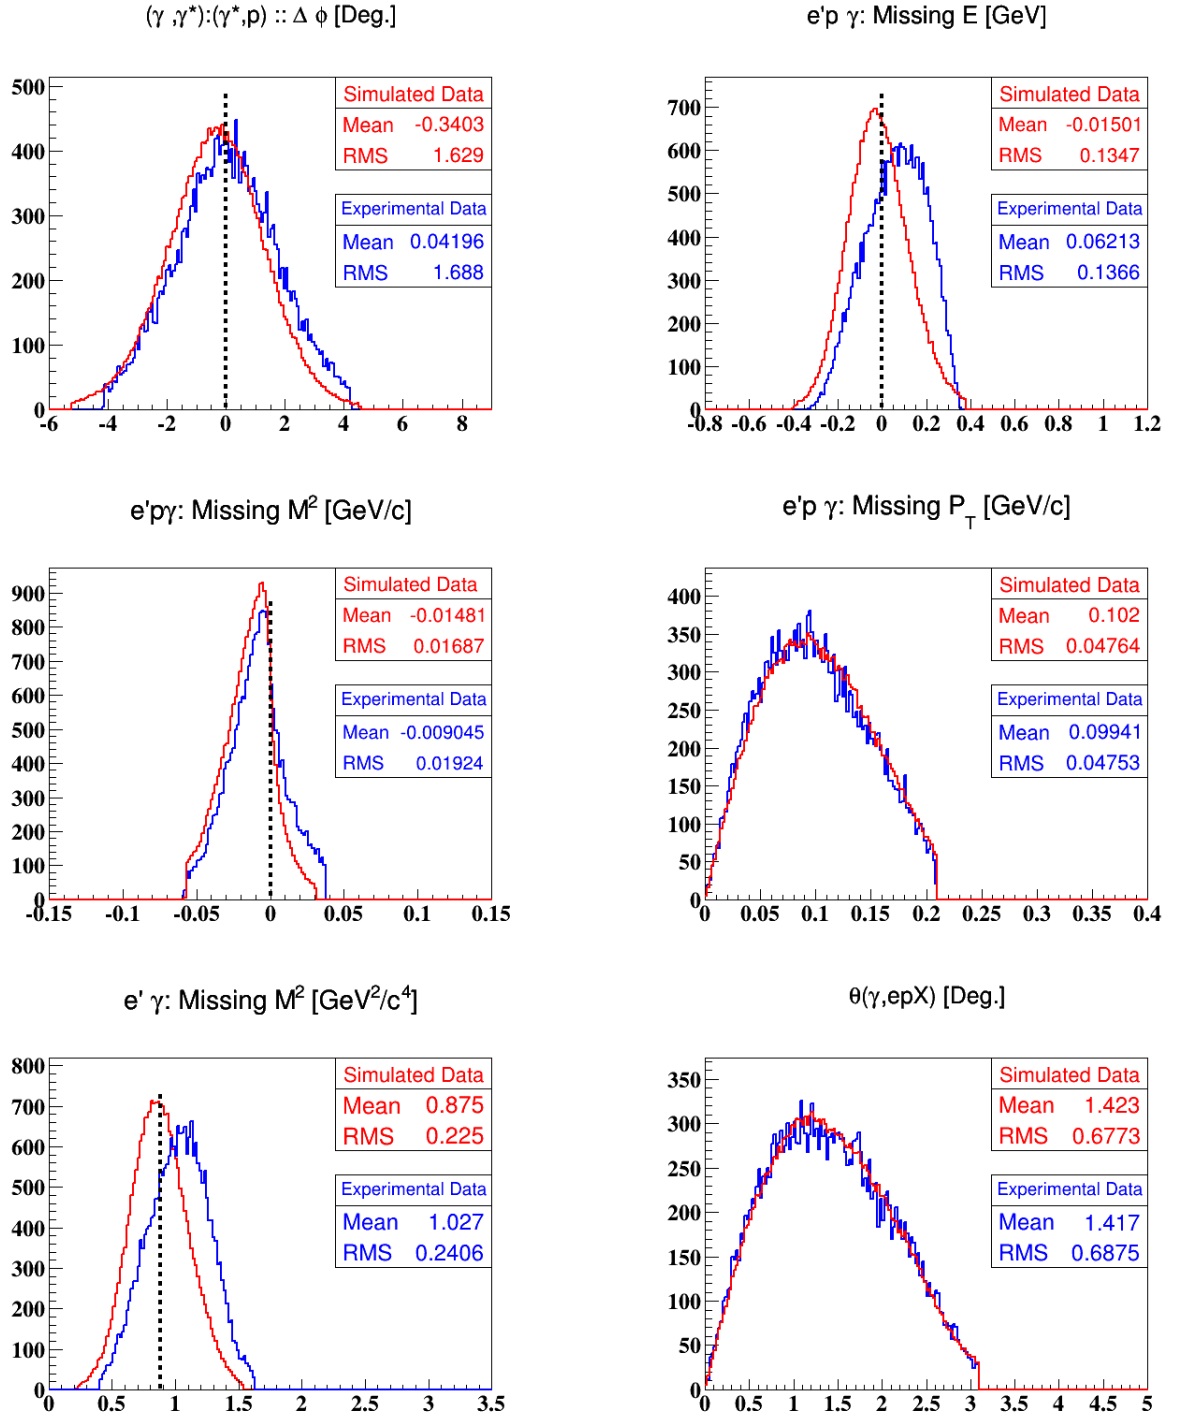 (γ ,γ*):(γ*,p) :: Δ ϕ [Deg.]
500
400
300
200
100
0
-6 -4 -2 0 2 4 6 8
Simulated Data
Mean -0.3403
RMS 1.629
Experimental Data
Mean 0.04196
RMS 1.688
e'p γ: Missing E [GeV]
700
600
500
400
300
200
100
0
-0.8 -0.6 -0.4 -0.2 0 0.2 0.4 0.6 0.8 1 1.2
Simulated Data
Mean -0.01501
RMS 0.1347
Experimental Data
Mean 0.06213
RMS 0.1366
e'pγ: Missing M² [GeV/c]
900
800
700
600
500
400
300
200
100
0
-0.15 -0.1 -0.05 0 0.05 0.1 0.15
Simulated Data
Mean -0.01481
RMS 0.01687
Experimental Data
Mean -0.009045
RMS 0.01924
e'p γ: Missing P_T [GeV/c]
400
350
300
250
200
150
100
50
0
0 0.05 0.1 0.15 0.2 0.25 0.3 0.35 0.4
Simulated Data
Mean 0.102
RMS 0.04764
Experimental Data
Mean 0.09941
RMS 0.04753
e' γ: Missing M² [GeV²/c⁴]
800
700
600
500
400
300
200
100
0
0 0.5 1 1.5 2 2.5 3 3.5
Simulated Data
Mean 0.875
RMS 0.225
Experimental Data
Mean 1.027
RMS 0.2406
θ(γ,epX) [Deg.]
350
300
250
200
150
100
50
0
0 0.5 1 1.5 2 2.5 3 3.5 4 4.5 5
Simulated Data
Mean 1.423
RMS 0.6773
Experimental Data
Mean 1.417
RMS 0.6875